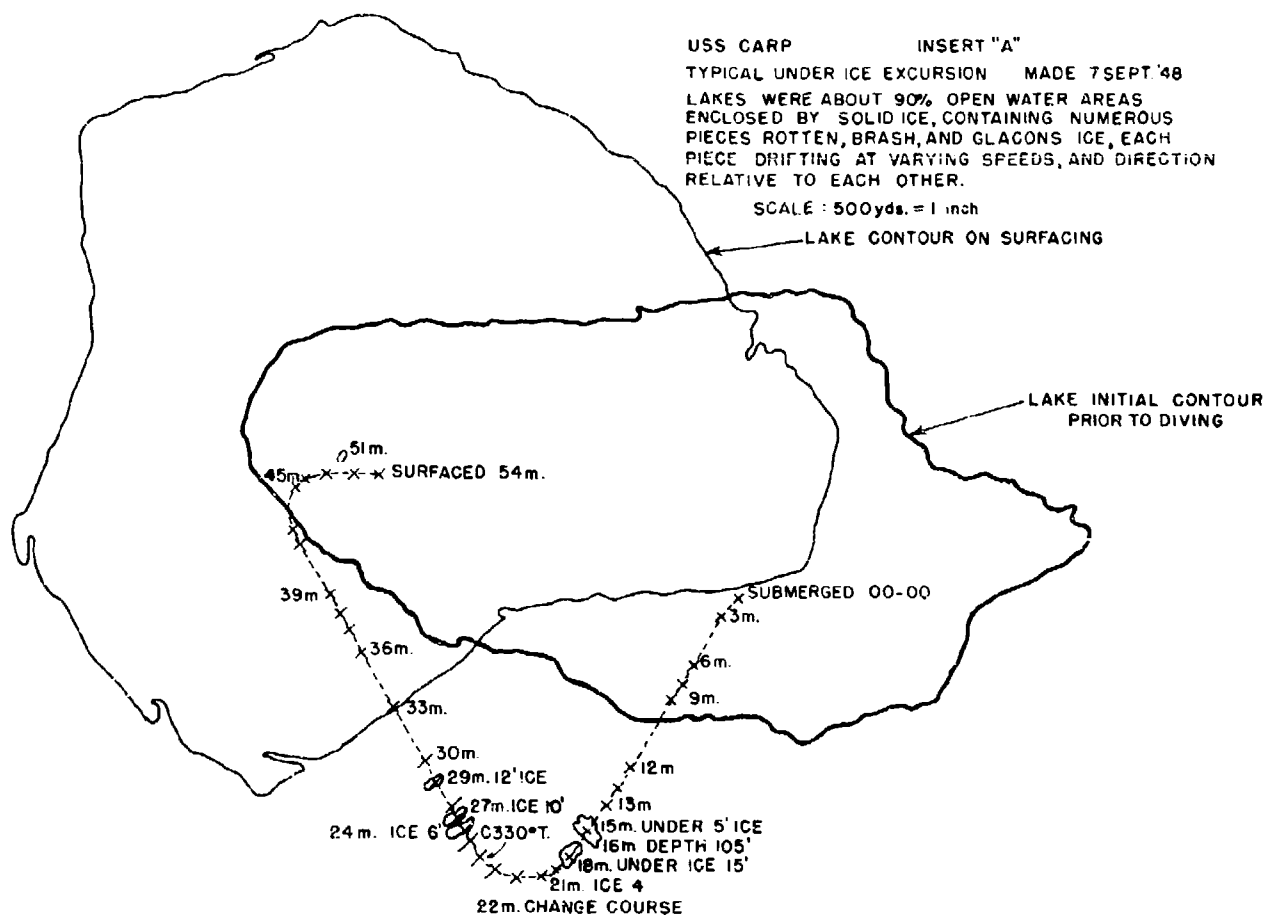 USS CARP INSERT "A"
TYPICAL UNDER ICE EXCURSION MADE 7 SEPT. '48
LAKES WERE ABOUT 90% OPEN WATER AREAS
ENCLOSED BY SOLID ICE, CONTAINING NUMEROUS
PIECES ROTTEN, BRASH, AND GLACONS ICE, EACH
PIECE DRIFTING AT VARYING SPEEDS, AND DIRECTION
RELATIVE TO EACH OTHER.
SCALE : 500 yds. = 1 inch
LAKE CONTOUR ON SURFACING
LAKE INITIAL CONTOUR
PRIOR TO DIVING
51m.
45m.
SURFACED 54m.
39m
SUBMERGED 00-00
3m.
36m.
6m.
9m.
33m.
30m.
12m
29m. 12' ICE
27m. ICE 10'
13m
24m. ICE 6'
C330°T.
15m. UNDER 5' ICE
16m DEPTH 105'
18m. UNDER ICE 15'
21m. ICE 4
22m. CHANGE COURSE